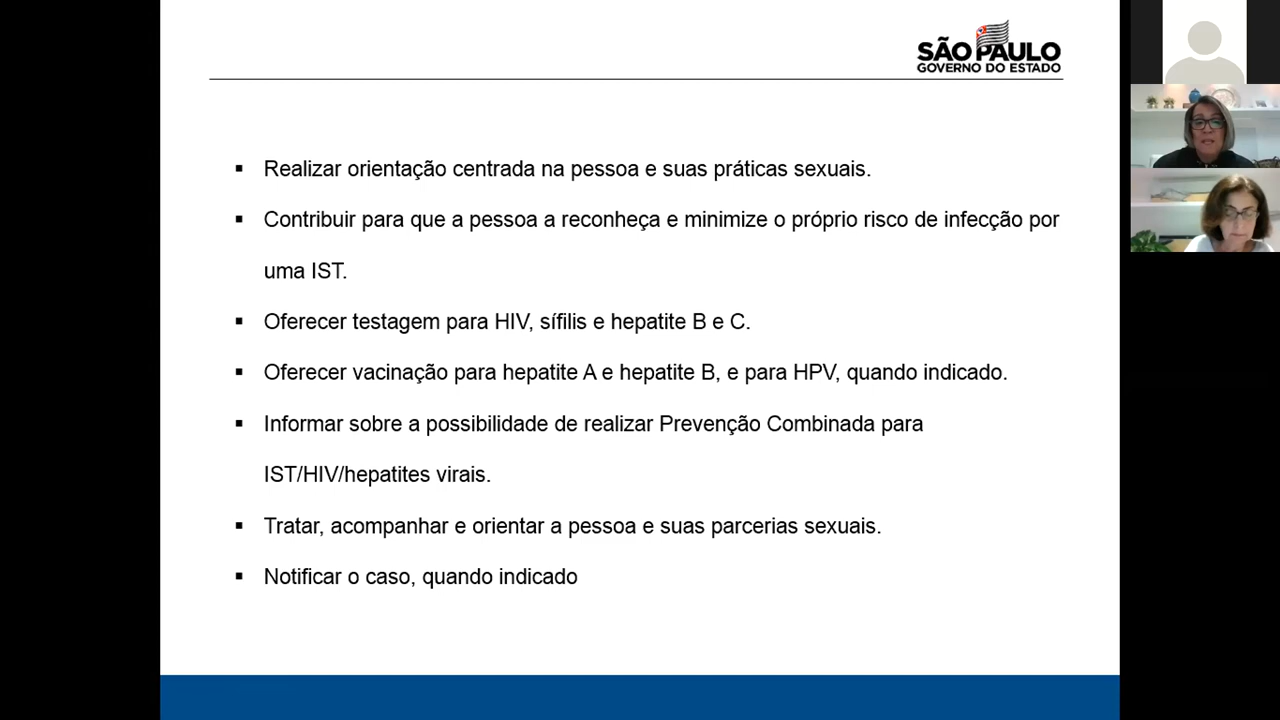 SÃO PAULO
GOVERNO DO ESTADO
▪ Realizar orientação centrada na pessoa e suas práticas sexuais.
▪ Contribuir para que a pessoa a reconheça e minimize o próprio risco de infecção por
uma IST.
▪ Oferecer testagem para HIV, sífilis e hepatite B e C.
▪ Oferecer vacinação para hepatite A e hepatite B, e para HPV, quando indicado.
▪ Informar sobre a possibilidade de realizar Prevenção Combinada para
IST/HIV/hepatites virais.
▪ Tratar, acompanhar e orientar a pessoa e suas parcerias sexuais.
▪ Notificar o caso, quando indicado